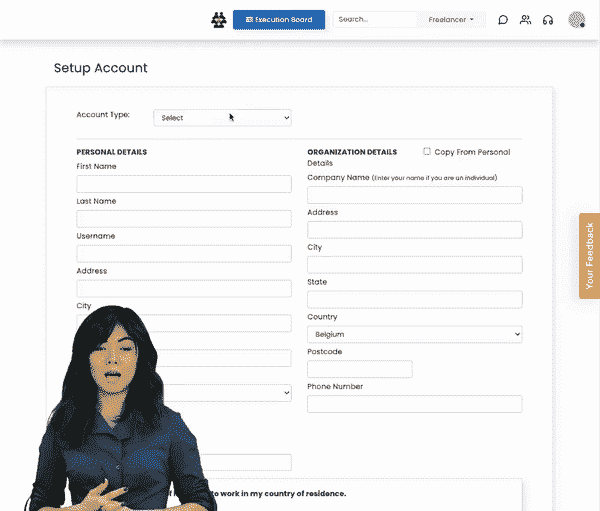 Execution Board
Search...
Freelancer
Setup Account
Account Type:
Select
PERSONAL DETAILS
First Name
Last Name
Username
Address
City
ORGANIZATION DETAILS
Copy From Personal
Details
Company Name (Enter your name if you are an individual)
Address
City
State
Country
Belgium
Postcode
Phone Number
to work in my country of residence.
Your Feedback